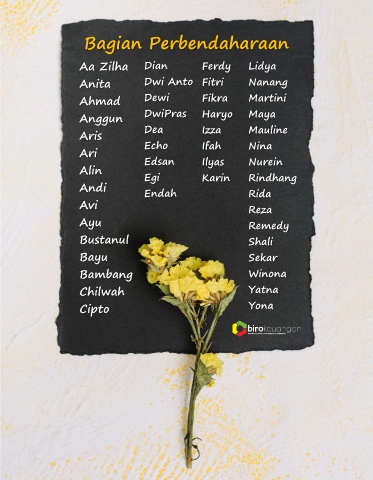 Bagian Perbendaharaan
Aa Zilha
Anita
Ahmad
Anggun
Aris
Ari
Alin
Andi
Avi
Ayu
Bustanul
Bayu
Bambang
Chilwah
Cipto
Dian
Dwi Anto
Dewi
DwiPras
Dea
Echo
Edsan
Egi
Endah
Ferdy
Fitri
Fikra
Haryo
Izza
Ifah
Ilyas
Karin
Lidya
Nanang
Martini
Maya
Mauline
Nina
Nurein
Rindhang
Rida
Reza
Remedy
Shali
Sekar
Winona
Yatna
Yona
birokeuangan